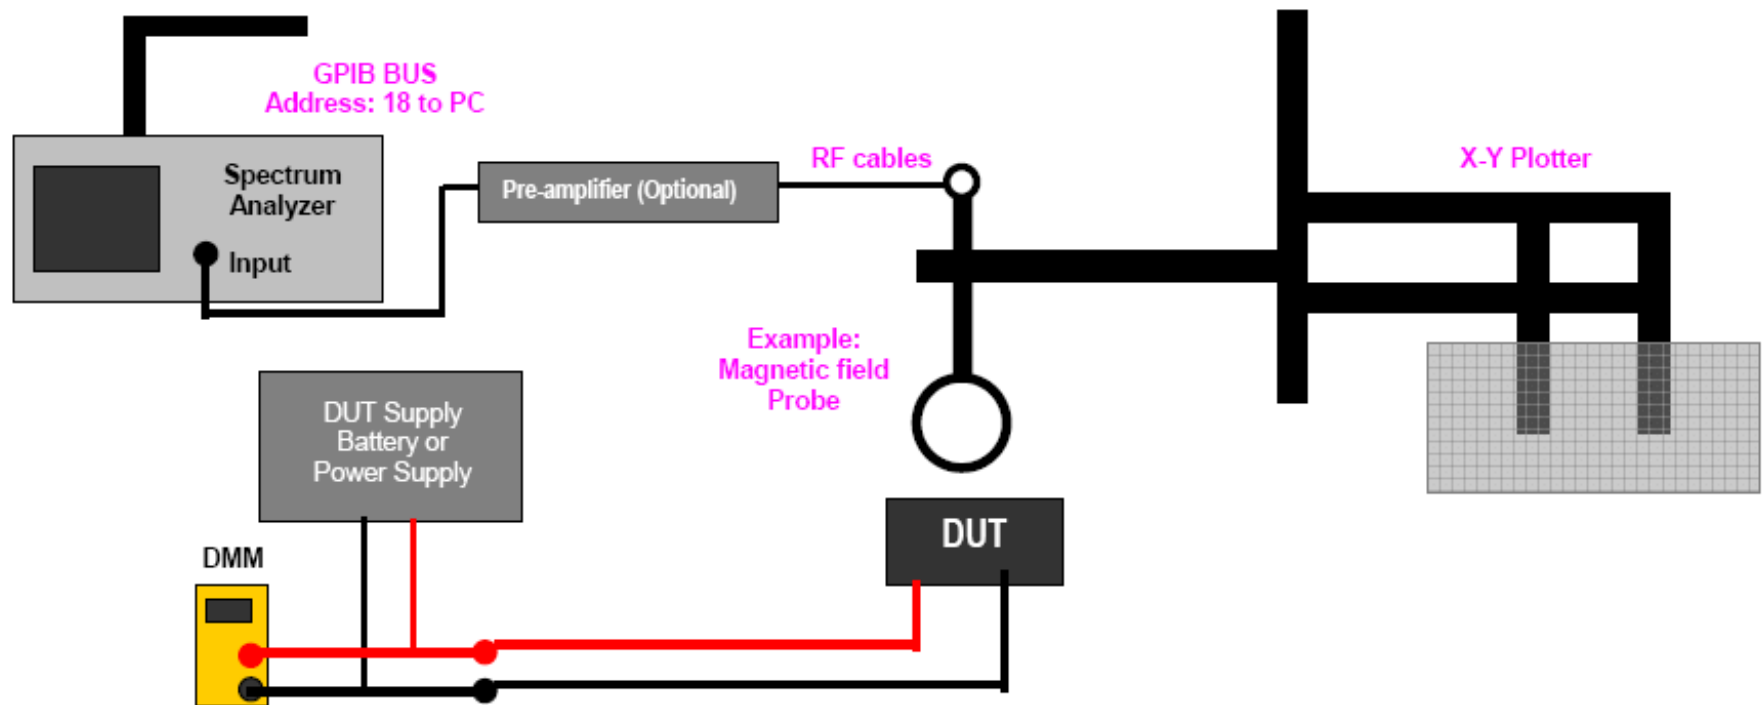 GPIB BUS
Address: 18 to PC
Spectrum
Analyzer
Input
Pre-amplifier (Optional)
RF cables
X-Y Plotter
Example:
Magnetic field
Probe
DUT Supply
Battery or
Power Supply
DUT
DMM